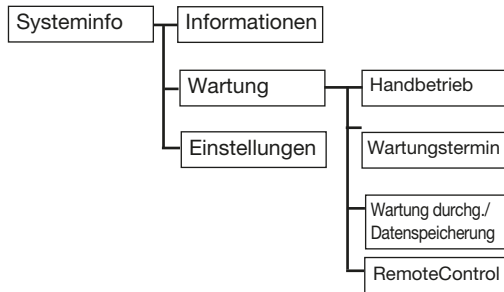 Systeminfo
Informationen
Wartung
Handbetrieb
Einstellungen
Wartungstermin
Wartung durchg./
Datenspeicherung
RemoteControl